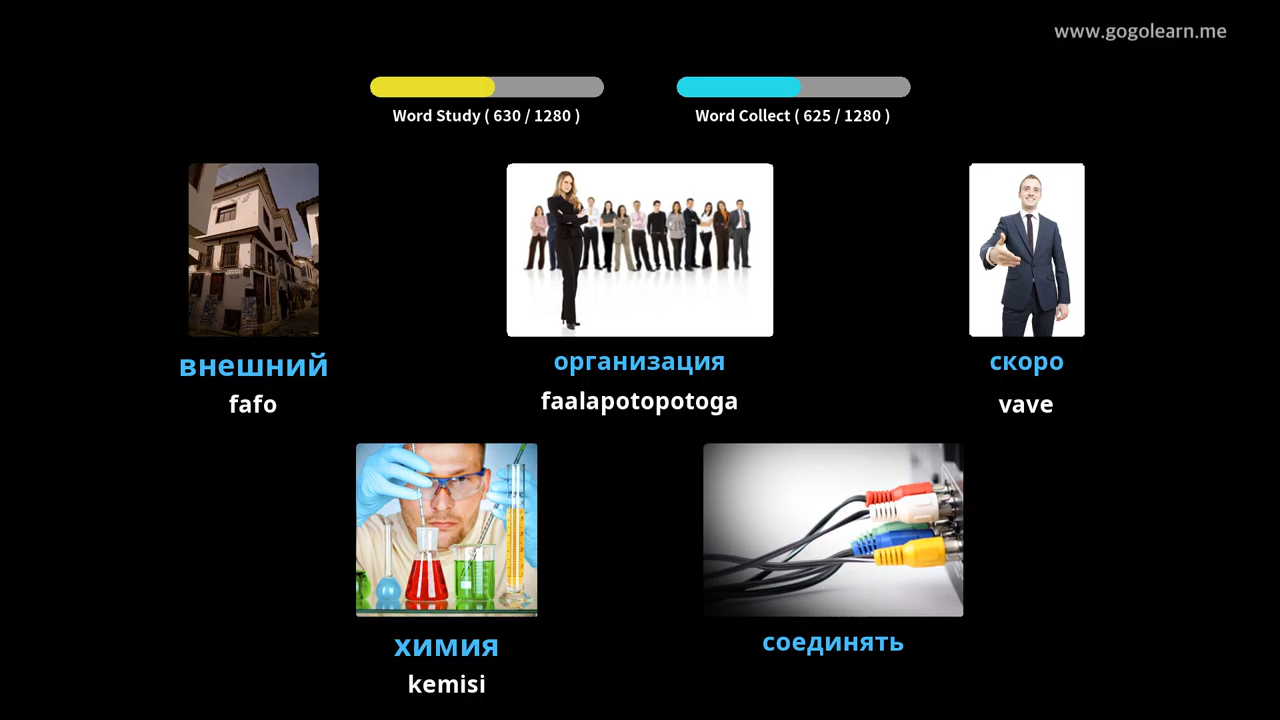 www.gogolearn.me
Word Study ( 630 / 1280 )
Word Collect ( 625 / 1280 )
внешний
fafo
организация
faalapotopotoga
скоро
vave
химия
kemisi
соединять